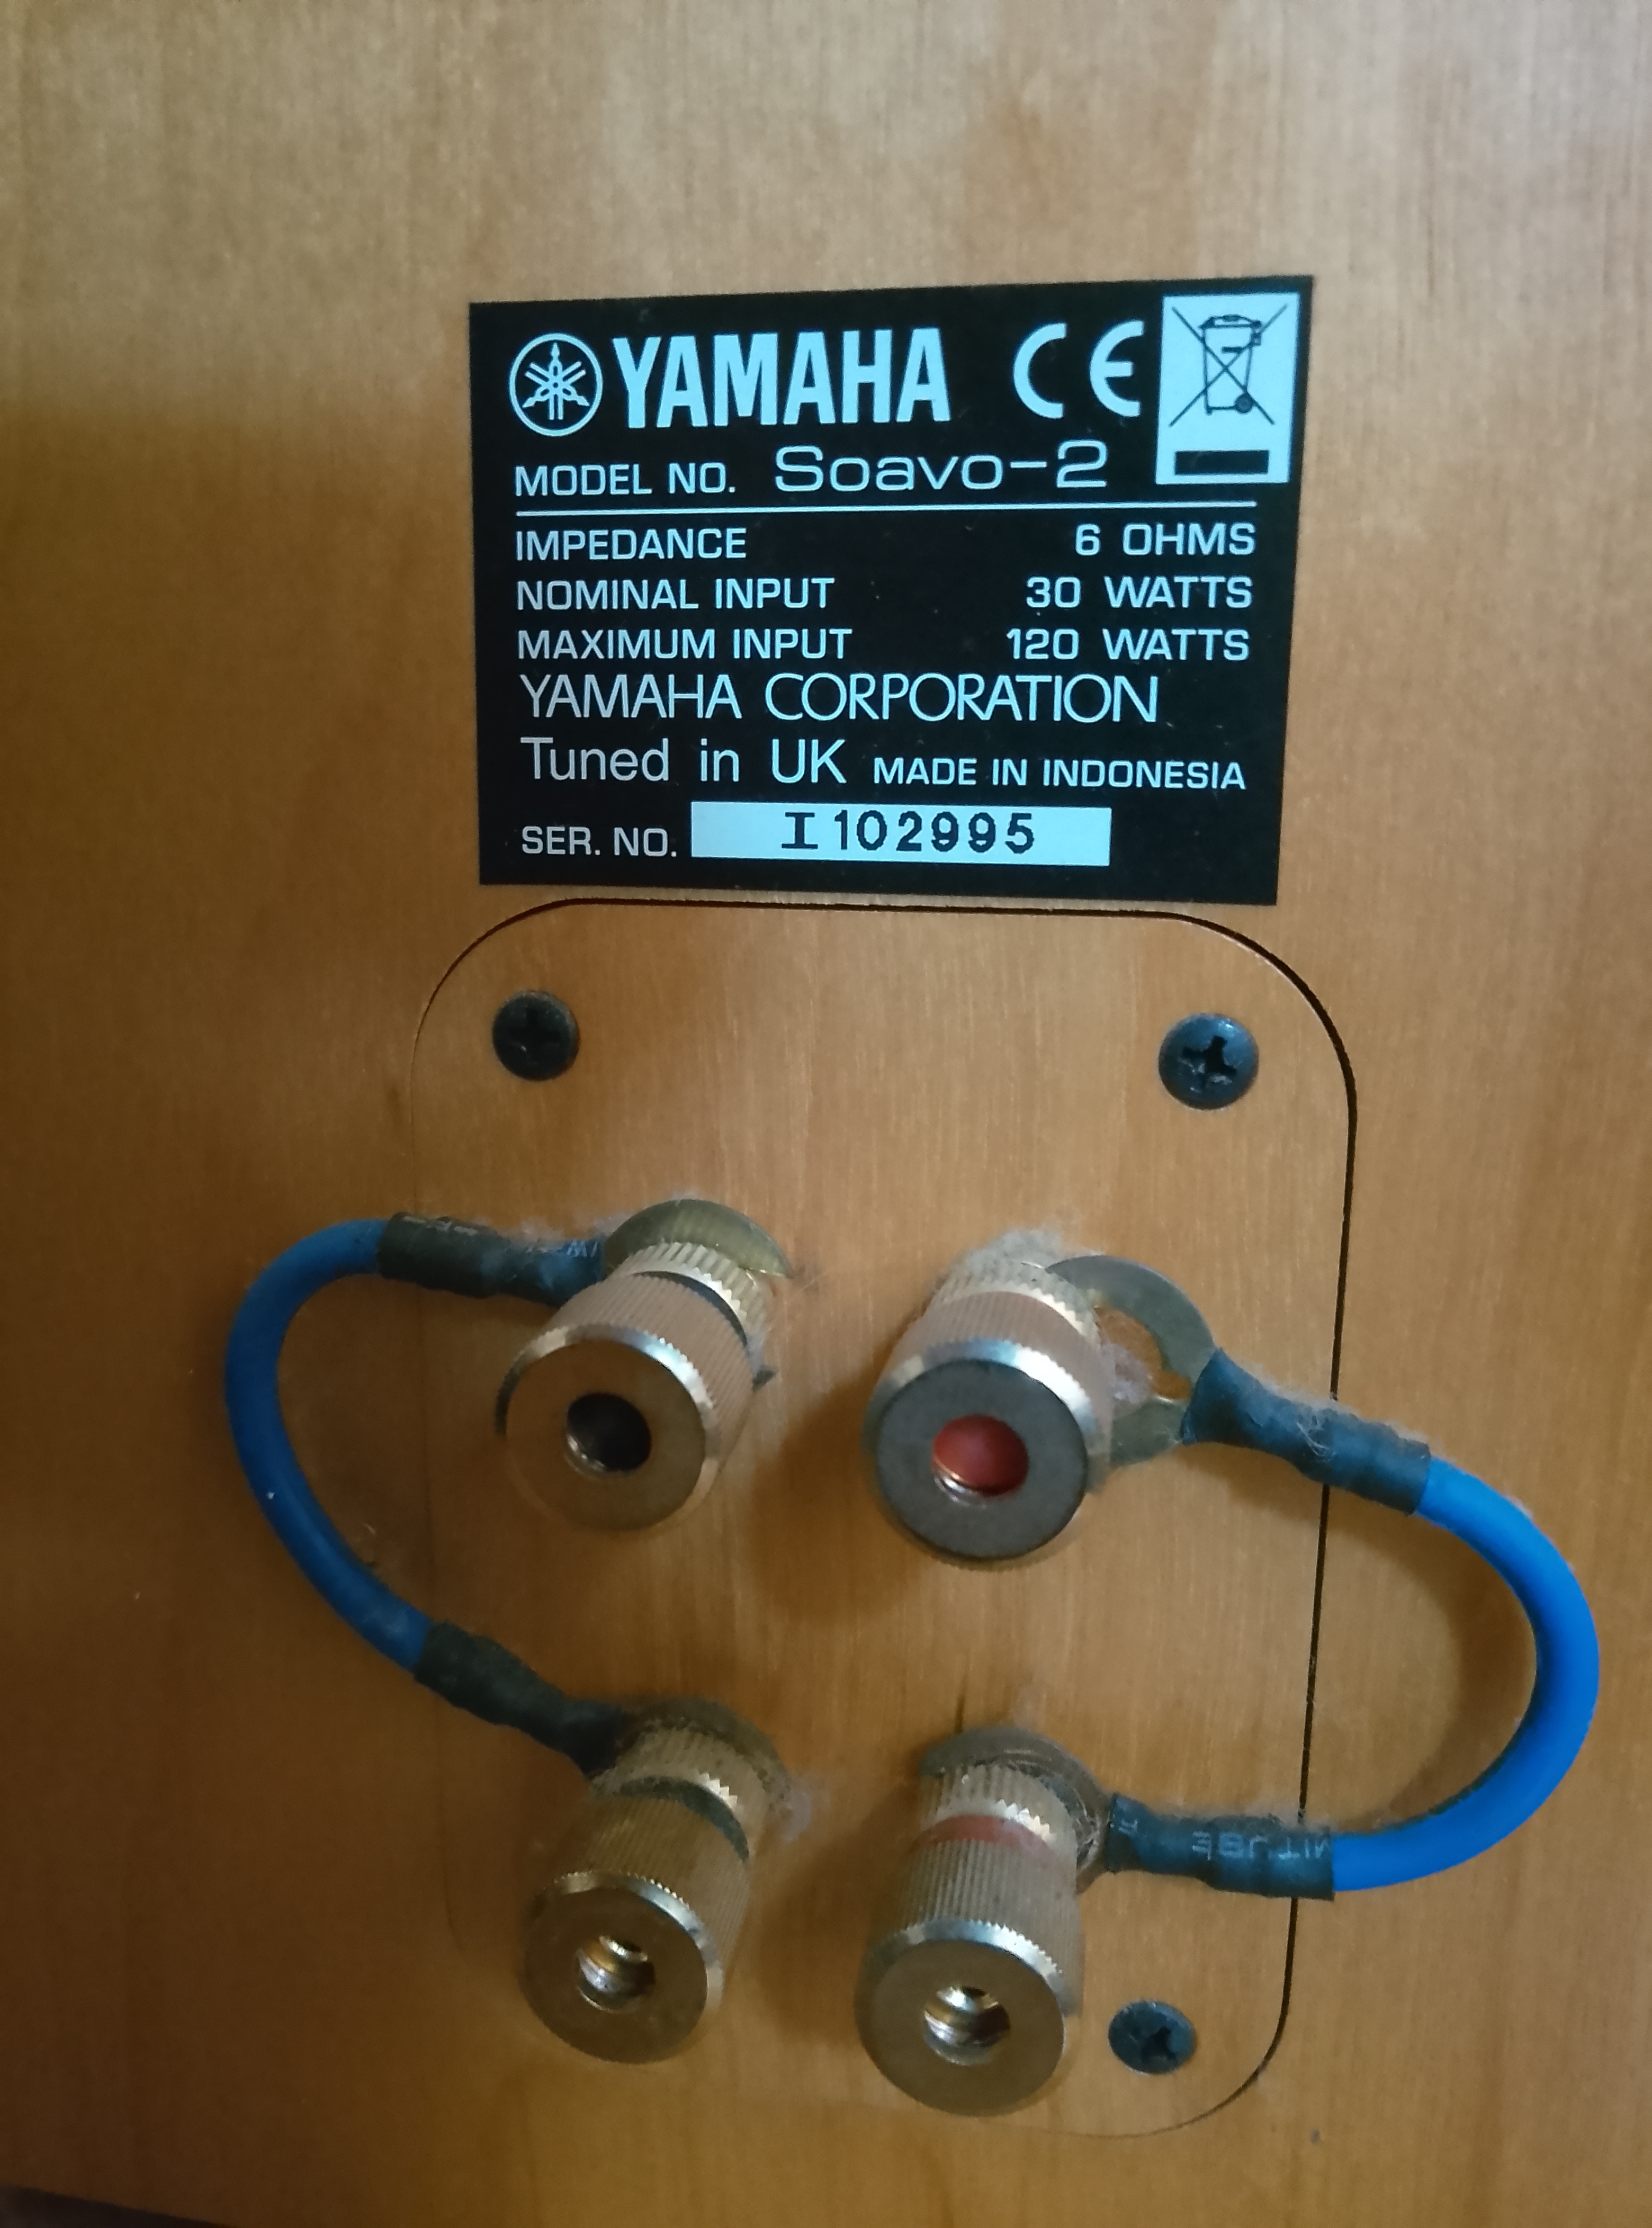 YAMAHA CE
MODEL NO. Soavo-2
IMPEDANCE 6 OHMS
NOMINAL INPUT 30 WATTS
MAXIMUM INPUT 120 WATTS
YAMAHA CORPORATION
Tuned in UK MADE IN INDONESIA
SER. NO. I102995